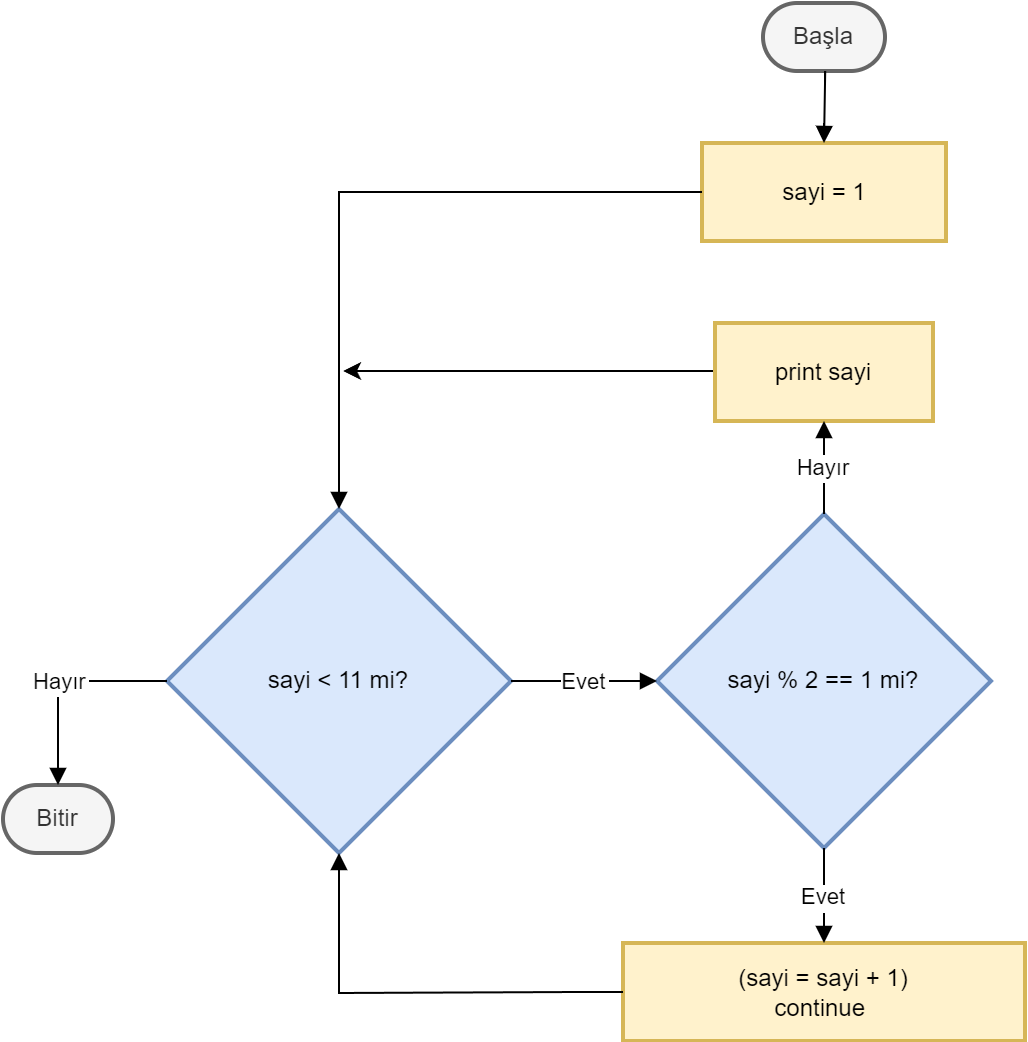 Başla
sayi = 1
print sayi
Hayır
sayi < 11 mi?
Evet
sayi % 2 == 1 mi?
Hayır
Bitir
Evet
(sayi = sayi + 1)
continue